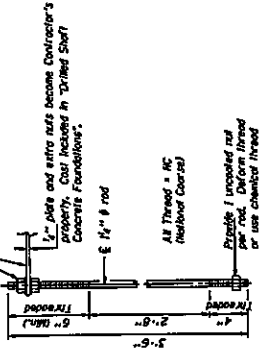 ¼" plate and extra nuts become Contractor's
property. Cost included in "Drilled Shaft
Concrete Foundations".
1¼" φ rod
All Thread = NC
(National Coarse)
Provide 1 uncoated nut
per rod. Deform thread
or use chemical thread
6" (Min.)
Threaded
2'-8"
4"
Threaded
3'-6"